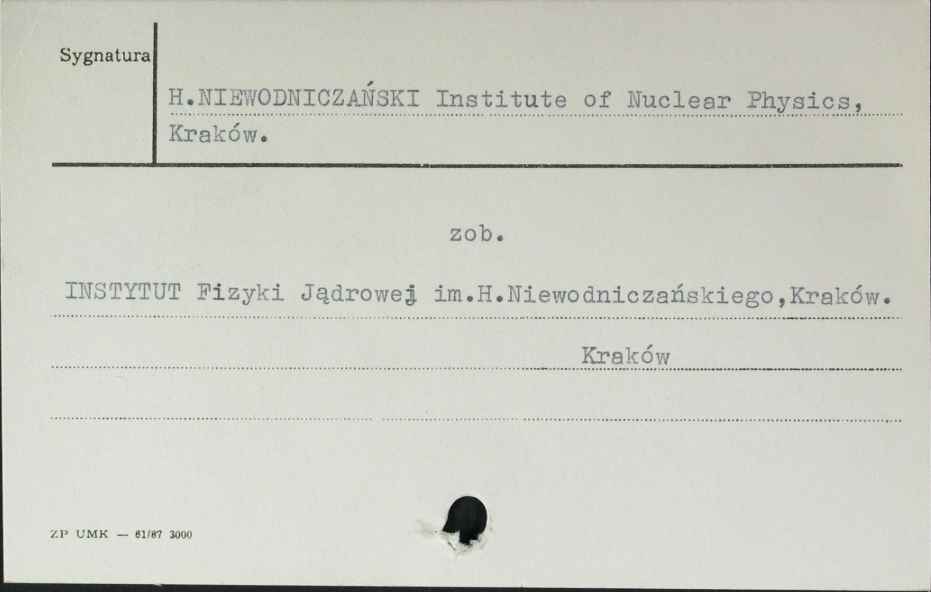 Sygnatura
H.NIEWODNICZAŃSKI Institute of Nuclear Physics,
Kraków.
zob.
INSTYTUT Fizyki Jądrowej im.H.Niewodniczańskiego,Kraków.
Kraków
ZP UMK — 61/87 3000